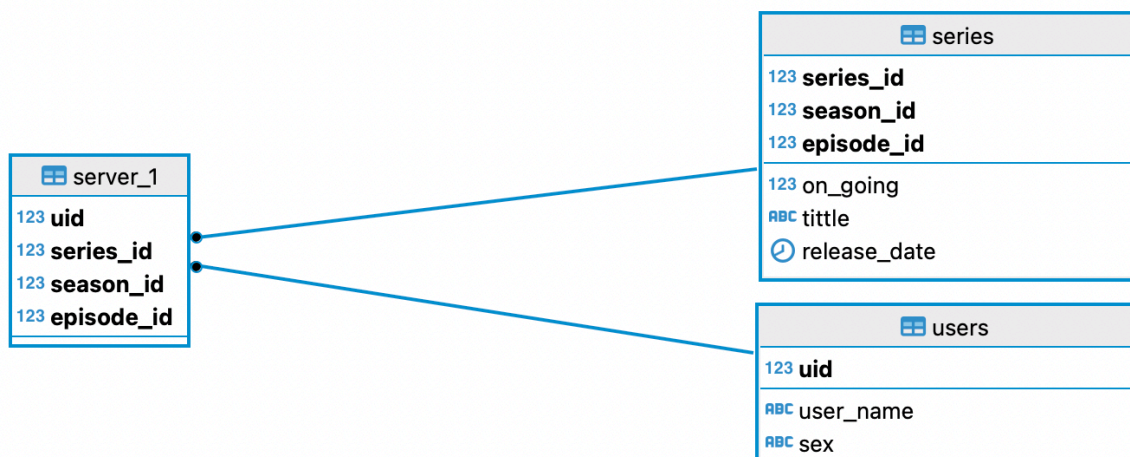 server_1
123 uid
123 series_id
123 season_id
123 episode_id
series
123 series_id
123 season_id
123 episode_id
123 on_going
ABC tittle
release_date
users
123 uid
ABC user_name
ABC sex